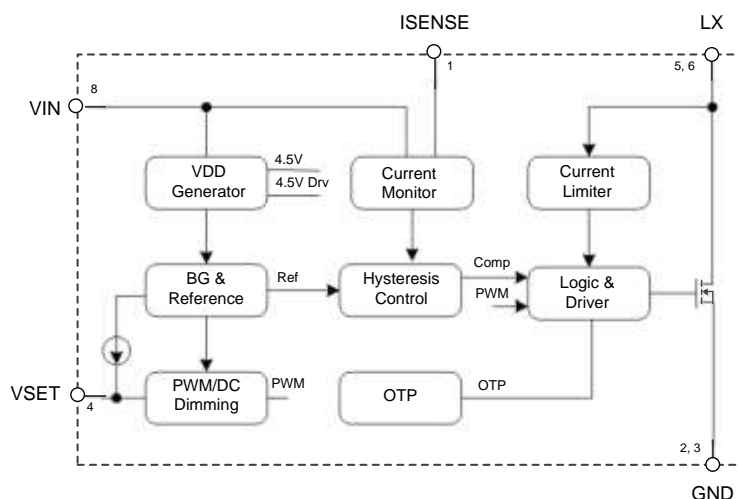 ISENSE
LX
1
5, 6
8
VIN
VDD
Generator
4.5V
4.5V Drv
Current
Monitor
Current
Limiter
BG &
Reference
Ref
Hysteresis
Control
Comp
PWM
Logic &
Driver
VSET
4
PWM/DC
Dimming
PWM
OTP
OTP
2, 3
GND